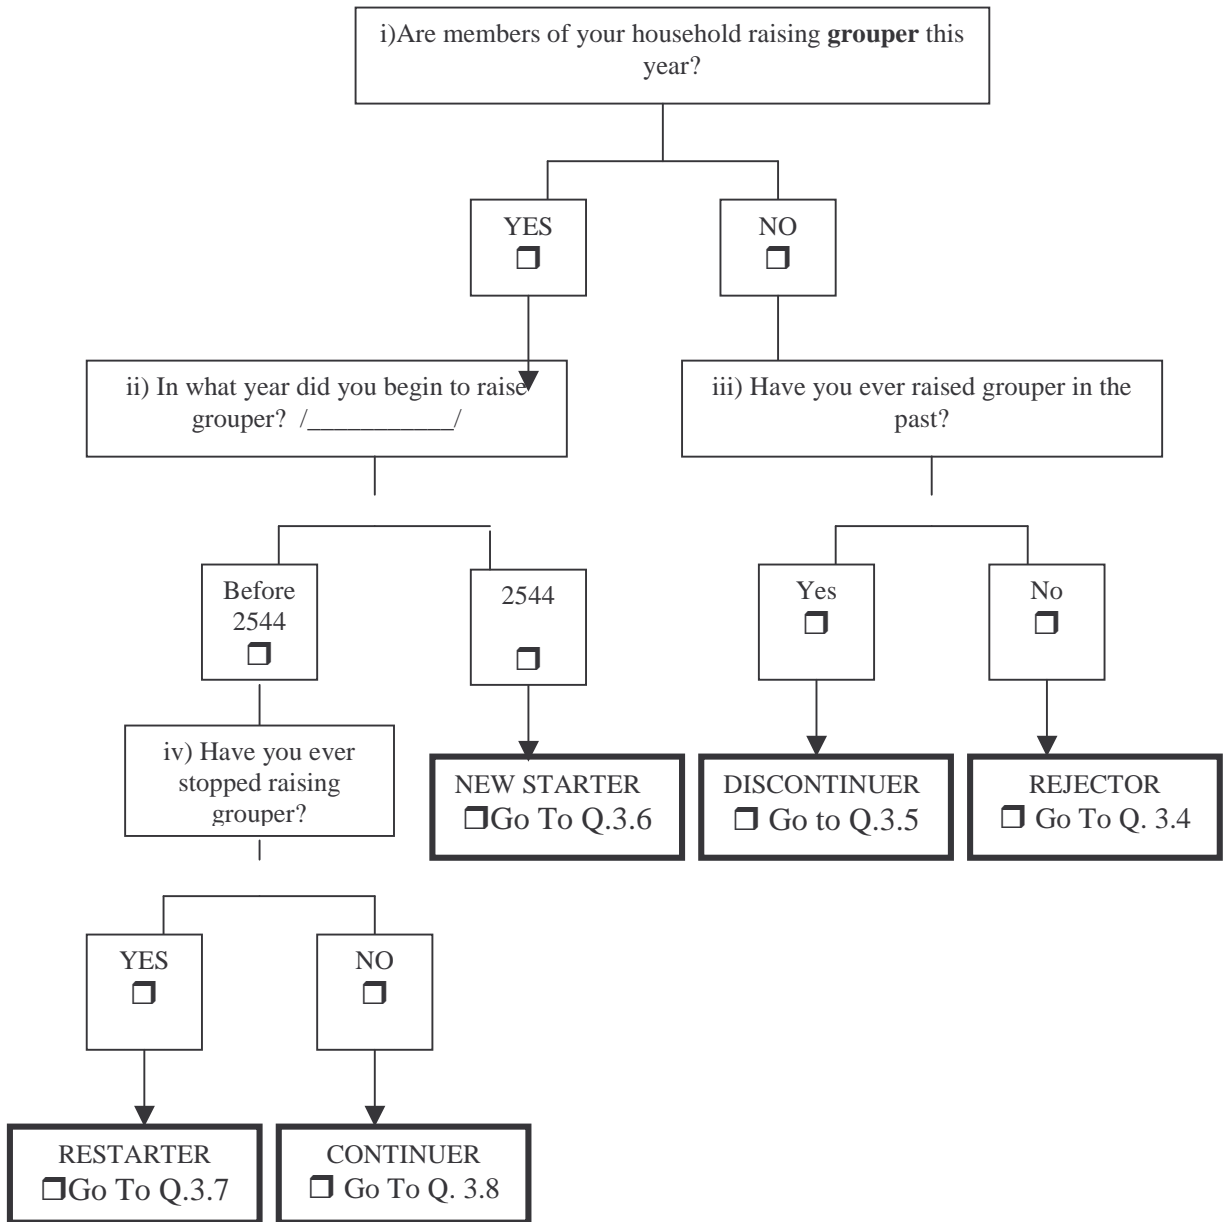 i)Are members of your household raising grouper this
year?
YES
❒
NO
❒
ii) In what year did you begin to raise
grouper? /___________/
iii) Have you ever raised grouper in the
past?
Before
2544
❒
2544
❒
Yes
❒
No
❒
iv) Have you ever
stopped raising
grouper?
NEW STARTER
❒Go To Q.3.6
DISCONTINUER
❒ Go to Q.3.5
REJECTOR
❒ Go To Q. 3.4
YES
❒
NO
❒
RESTARTER
❒Go To Q.3.7
CONTINUER
❒ Go To Q. 3.8